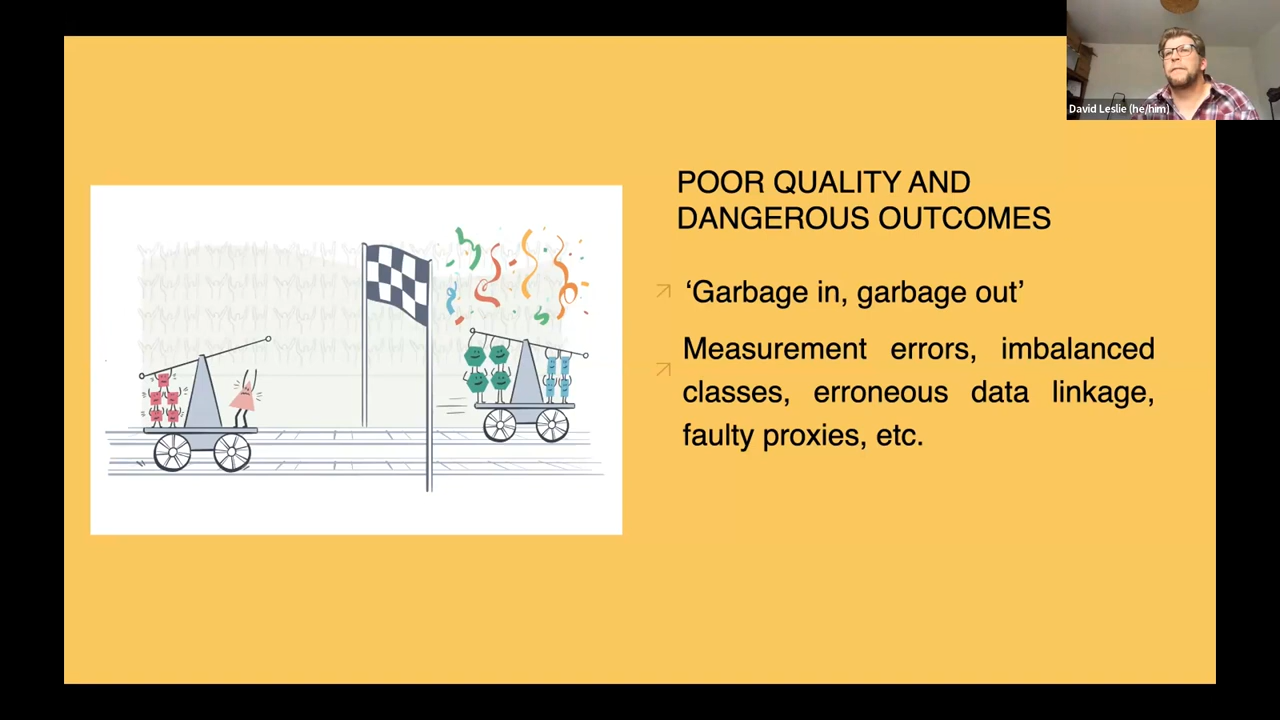 David Leslie (he/him)
POOR QUALITY AND
DANGEROUS OUTCOMES
‘Garbage in, garbage out’
Measurement errors, imbalanced
classes, erroneous data linkage,
faulty proxies, etc.